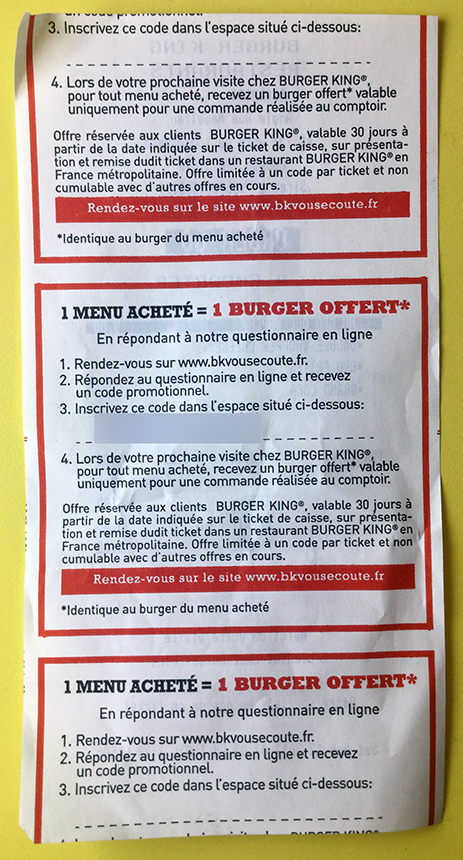 un code promotionnel.
3. Inscrivez ce code dans l'espace situé ci-dessous:
4. Lors de votre prochaine visite chez BURGER KING®,
pour tout menu acheté, recevez un burger offert* valable
uniquement pour une commande réalisée au comptoir.
Offre réservée aux clients BURGER KING®, valable 30 jours à
partir de la date indiquée sur le ticket de caisse, sur présenta-
tion et remise dudit ticket dans un restaurant BURGER KING® en
France métropolitaine. Offre limitée à un code par ticket et non
cumulable avec d'autres offres en cours.
Rendez-vous sur le site www.bkvousecoute.fr
*Identique au burger du menu acheté
1 MENU ACHETÉ = 1 BURGER OFFERT*
En répondant à notre questionnaire en ligne
1. Rendez-vous sur www.bkvousecoute.fr.
2. Répondez au questionnaire en ligne et recevez
un code promotionnel.
3. Inscrivez ce code dans l'espace situé ci-dessous:
4. Lors de votre prochaine visite chez BURGER KING®,
pour tout menu acheté, recevez un burger offert* valable
uniquement pour une commande réalisée au comptoir.
Offre réservée aux clients BURGER KING®, valable 30 jours à
partir de la date indiquée sur le ticket de caisse, sur présenta-
tion et remise dudit ticket dans un restaurant BURGER KING® en
France métropolitaine. Offre limitée à un code par ticket et non
cumulable avec d'autres offres en cours.
Rendez-vous sur le site www.bkvousecoute.fr
*Identique au burger du menu acheté
1 MENU ACHETÉ = 1 BURGER OFFERT*
En répondant à notre questionnaire en ligne
1. Rendez-vous sur www.bkvousecoute.fr.
2. Répondez au questionnaire en ligne et recevez
un code promotionnel.
3. Inscrivez ce code dans l'espace situé ci-dessous:
BURGER KING®